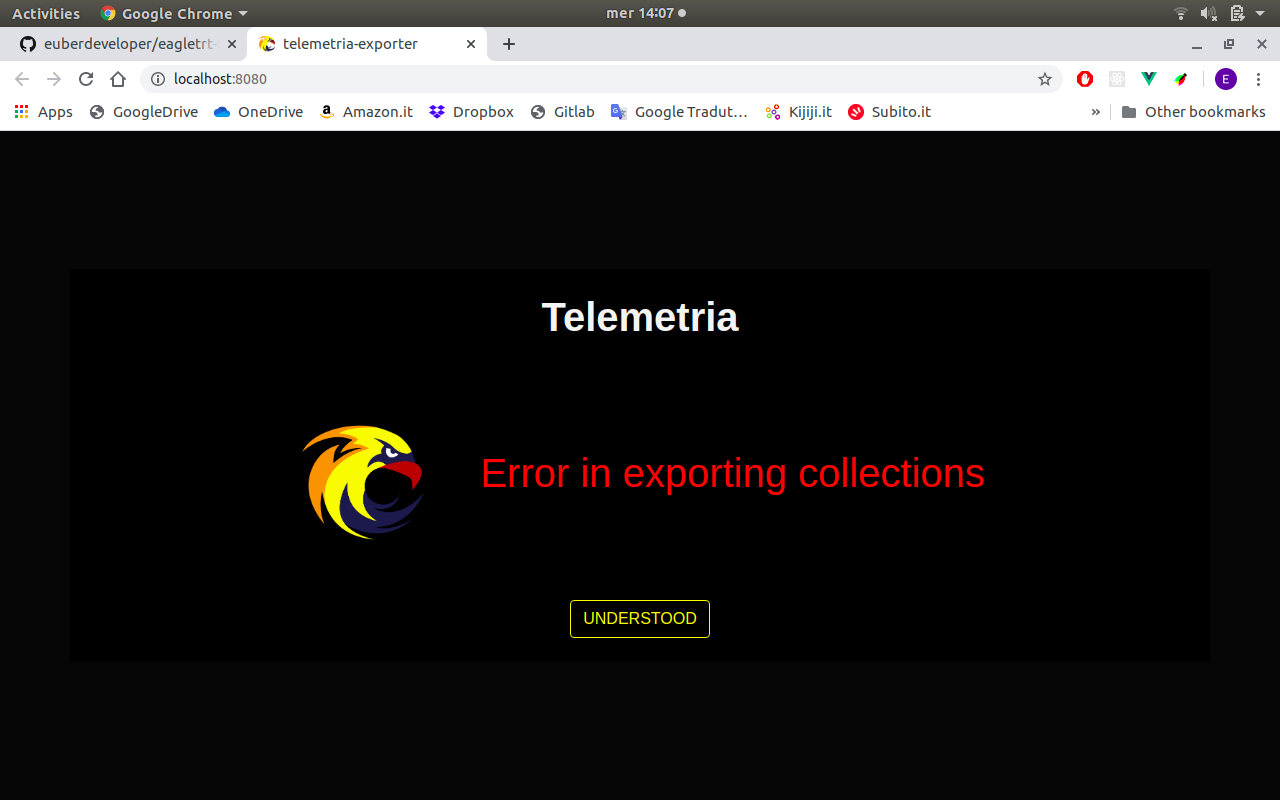 Activities Google Chrome mer 14:07
euberdeveloper/eagletrt- telemetria-exporter
localhost:8080 E
Apps GoogleDrive OneDrive Amazon.it Dropbox Gitlab Google Tradut… Kijiji.it Subito.it » Other bookmarks
Telemetria
Error in exporting collections
UNDERSTOOD